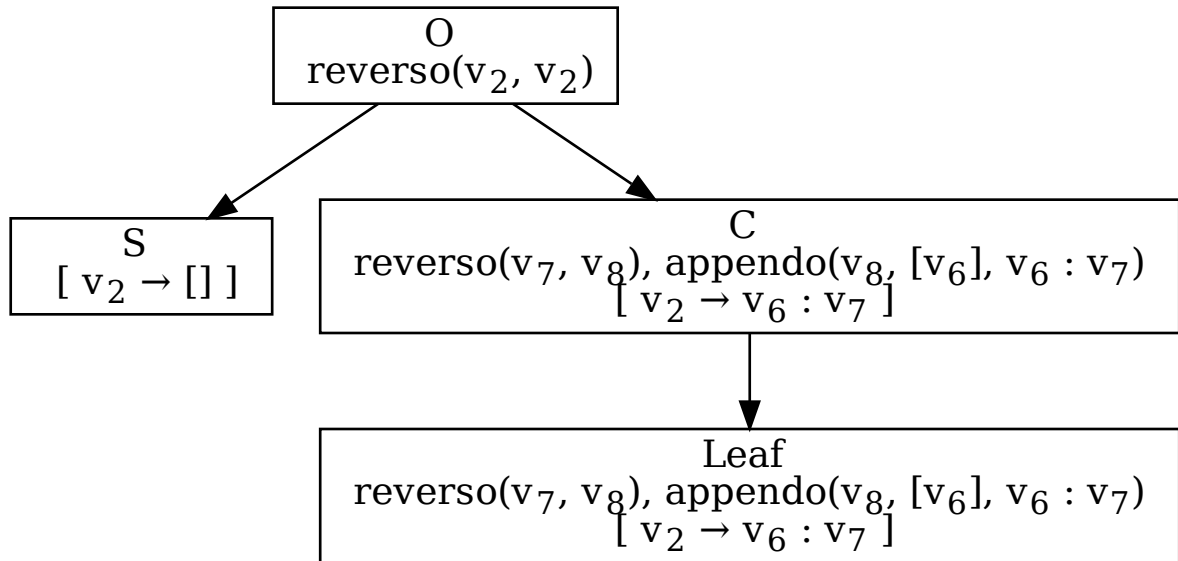 O
reverso(v₂, v₂)
S
[ v₂ → [] ]
C
reverso(v₇, v₈), appendo(v₈, [v₆], v₆ : v₇)
[ v₂ → v₆ : v₇ ]
Leaf
reverso(v₇, v₈), appendo(v₈, [v₆], v₆ : v₇)
[ v₂ → v₆ : v₇ ]